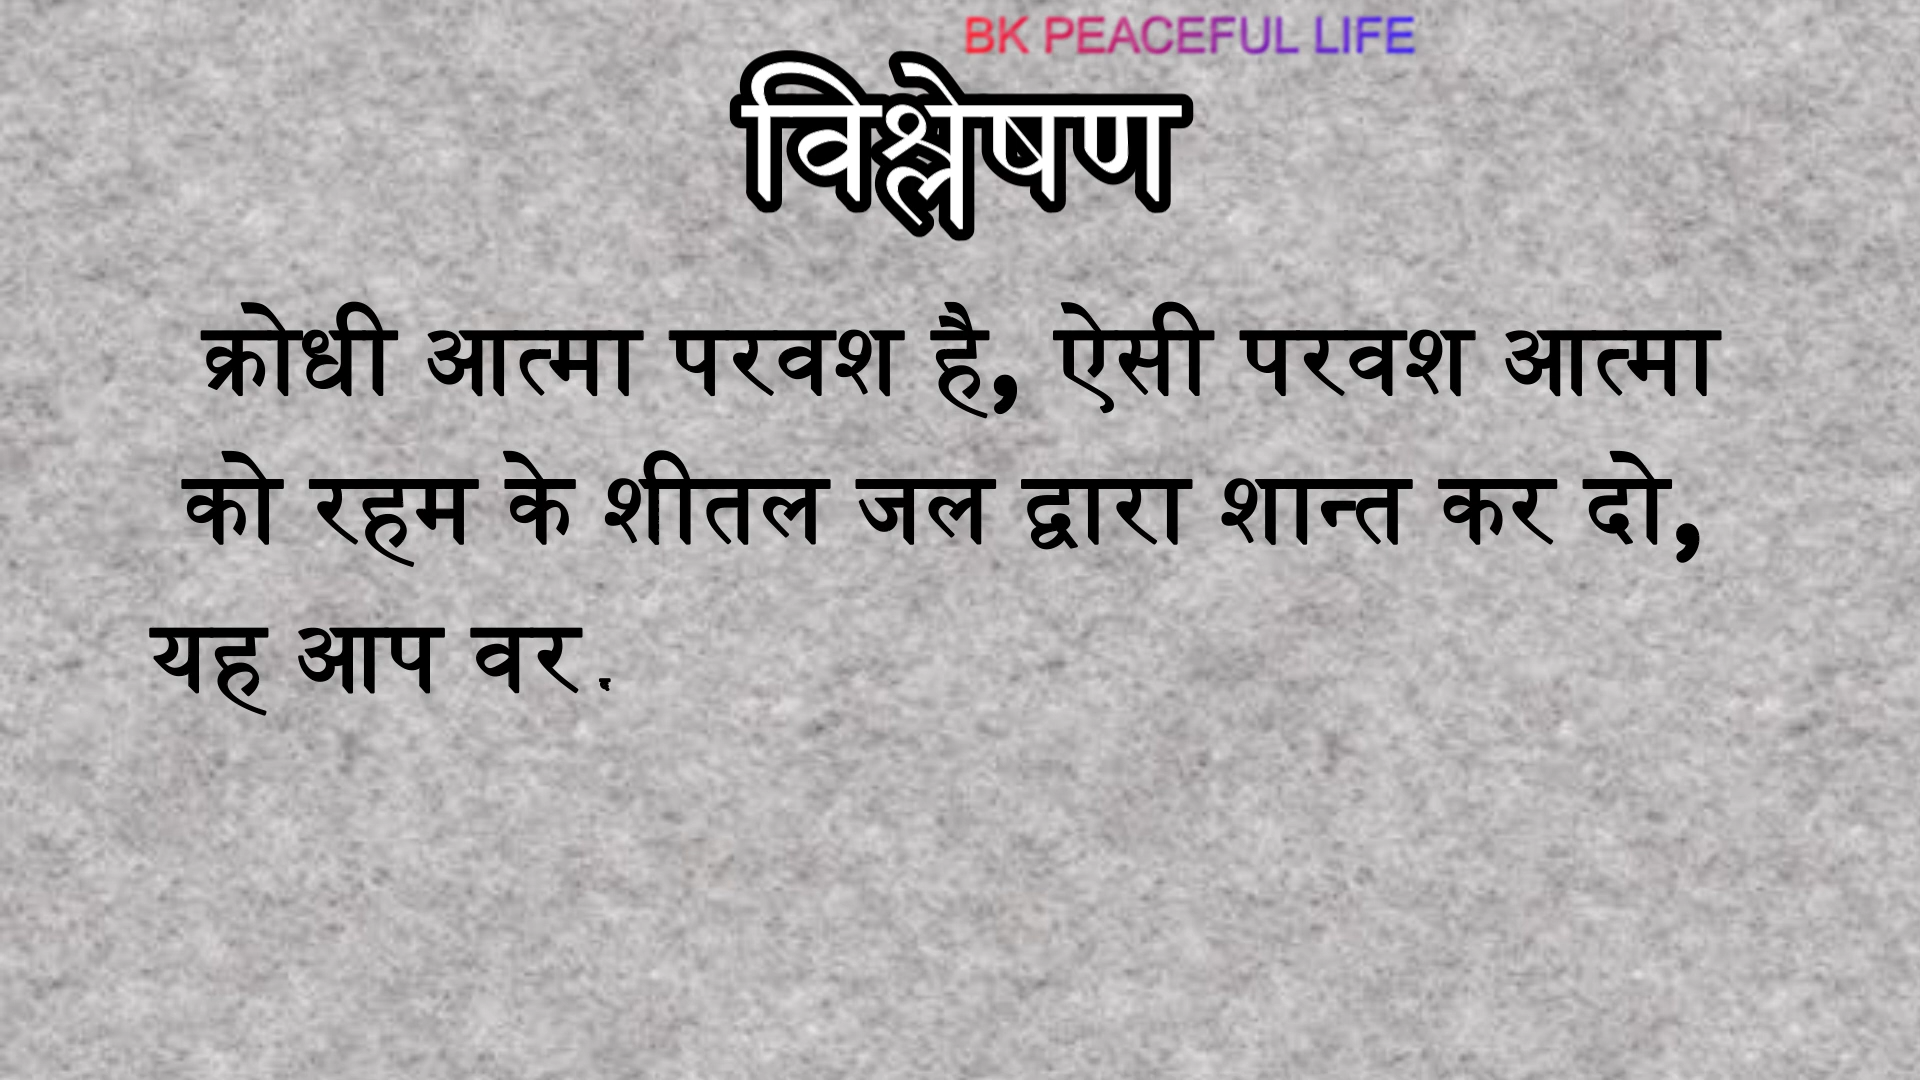 BK PEACEFUL LIFE
विश्लेषण
क्रोधी आत्मा परवश है, ऐसी परवश आत्मा
को रहम के शीतल जल द्वारा शान्त कर दो,
यह आप वर